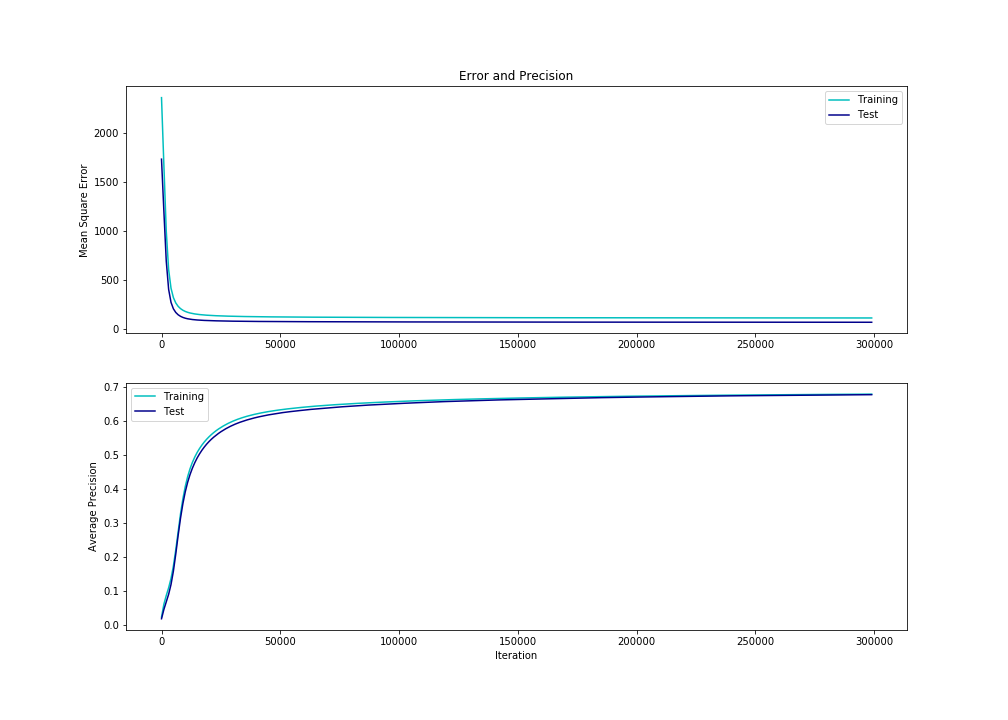 Error and Precision
Mean Square Error
2000
1500
1000
500
0
Training
Test
0 50000 100000 150000 200000 250000 300000
Average Precision
0.7
0.6
0.5
0.4
0.3
0.2
0.1
0.0
Training
Test
0 50000 100000 150000 200000 250000 300000
Iteration